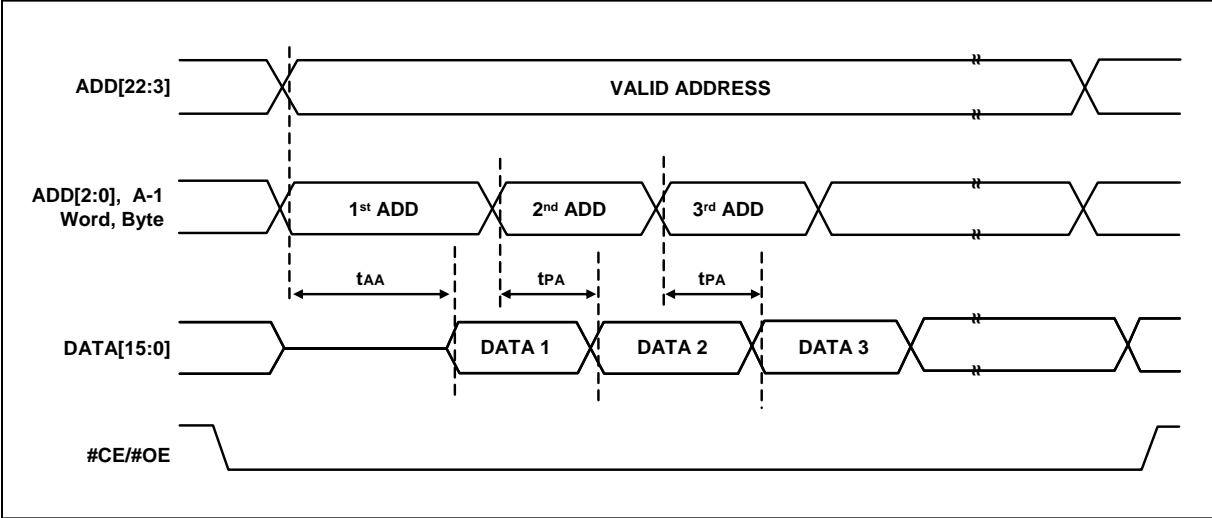 ADD[22:3]
VALID ADDRESS
ADD[2:0], A-1
Word, Byte
1st ADD
2nd ADD
3rd ADD
tAA
tPA
tPA
DATA[15:0]
DATA 1
DATA 2
DATA 3
#CE/#OE